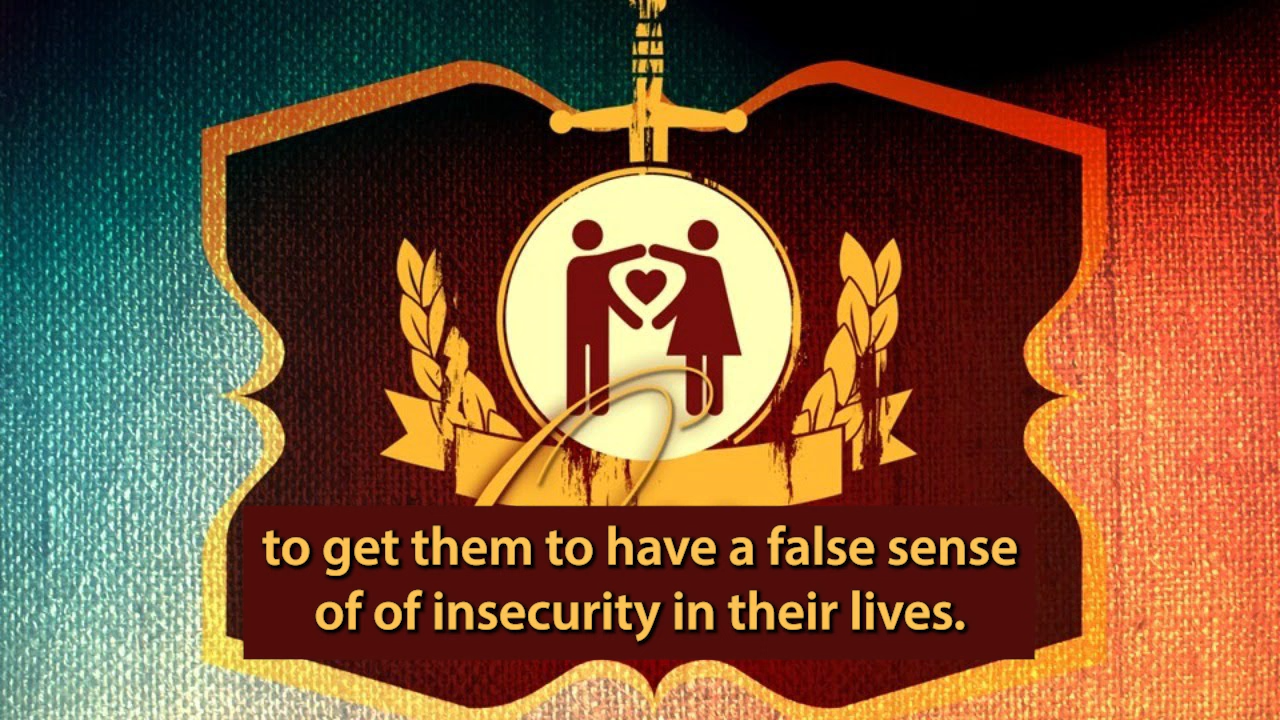 to get them to have a false sense
of of insecurity in their lives.